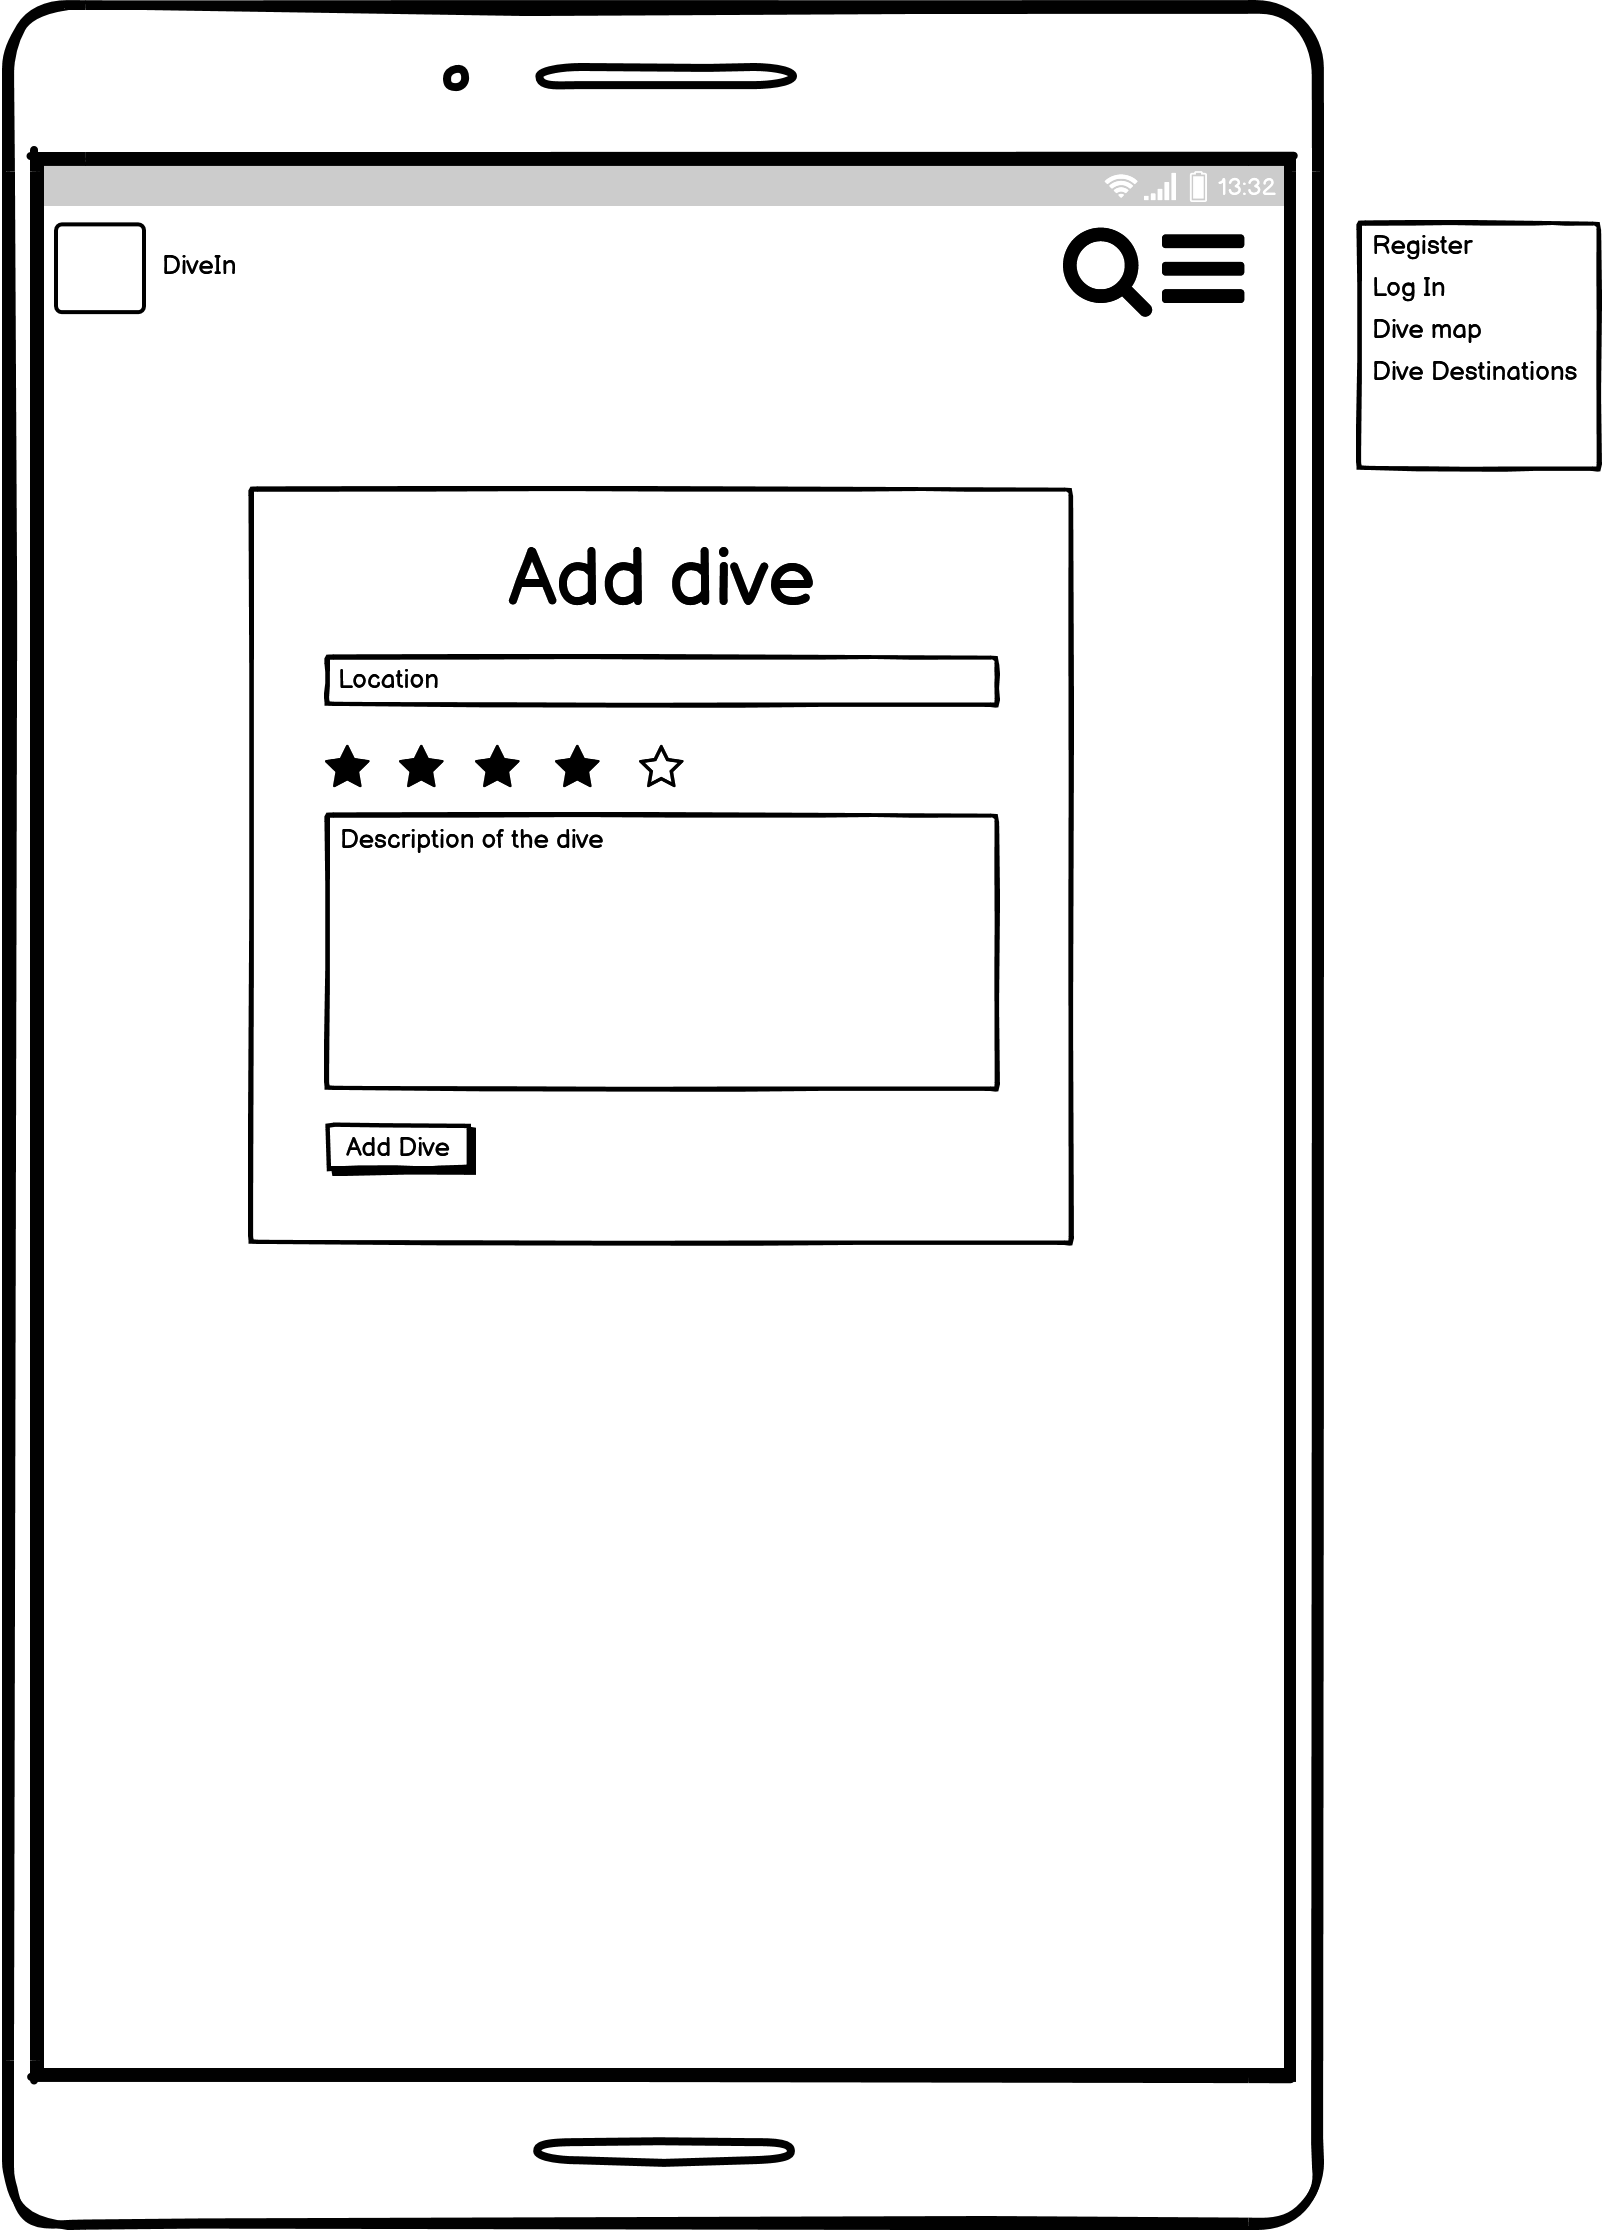 13:32
DiveIn
Register
Log In
Dive map
Dive Destinations
Add dive
Location
Description of the dive
Add Dive